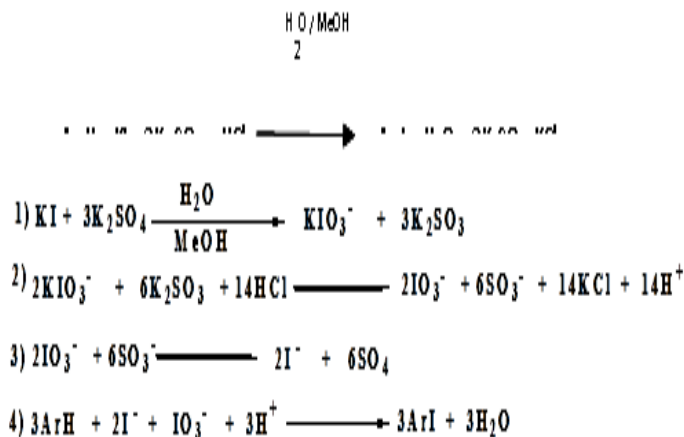 H2O/MeOH
1) KI + 3K2SO4 H2O MeOH KIO3- + 3K2SO3
2) 2KIO3- + 6K2SO3 + 14HCl 2IO3- + 6SO3- + 14KCl + 14H+
3) 2IO3- + 6SO3- 2I- + 6SO4
4) 3ArH + 2I- + IO3- + 3H+ 3ArI + 3H2O